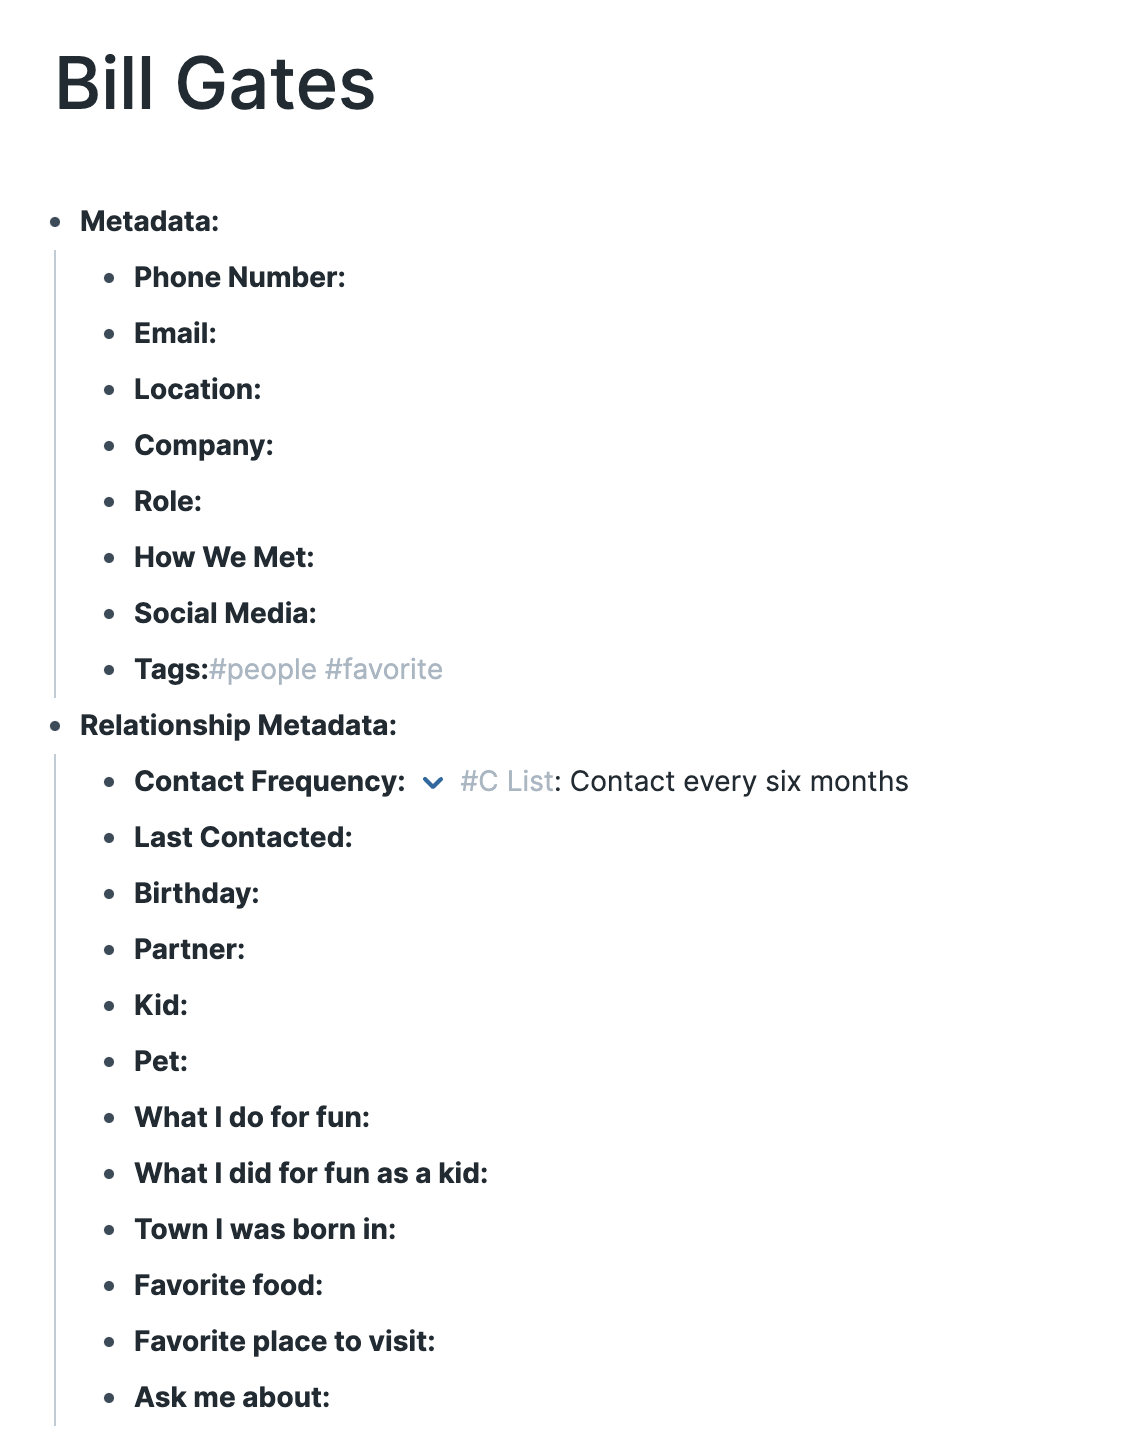 Bill Gates
Metadata:
Phone Number:
Email:
Location:
Company:
Role:
How We Met:
Social Media:
Tags:#people #favorite
Relationship Metadata:
Contact Frequency: #C List: Contact every six months
Last Contacted:
Birthday:
Partner:
Kid:
Pet:
What I do for fun:
What I did for fun as a kid:
Town I was born in:
Favorite food:
Favorite place to visit:
Ask me about: